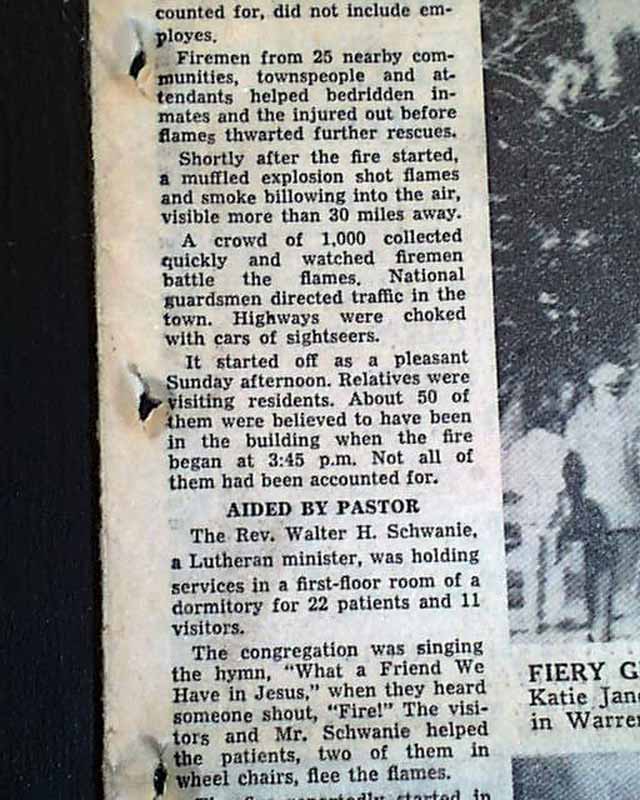 counted for, did not include em-
ployes.
Firemen from 25 nearby com-
munities, townspeople and at-
tendants helped bedridden in-
mates and the injured out before
flames thwarted further rescues.
Shortly after the fire started,
a muffled explosion shot flames
and smoke billowing into the air,
visible more than 30 miles away.
A crowd of 1,000 collected
quickly and watched firemen
battle the flames. National
guardsmen directed traffic in the
town. Highways were choked
with cars of sightseers.
It started off as a pleasant
Sunday afternoon. Relatives were
visiting residents. About 50 of
them were believed to have been
in the building when the fire
began at 3:45 p.m. Not all of
them had been accounted for.
AIDED BY PASTOR
The Rev. Walter H. Schwanie,
a Lutheran minister, was holding
services in a first-floor room of a
dormitory for 22 patients and 11
visitors.
The congregation was singing
the hymn, "What a Friend We
Have in Jesus," when they heard
someone shout, "Fire!" The visi-
tors and Mr. Schwanie helped
the patients, two of them in
wheel chairs, flee the flames.
The fire reportedly started in
FIERY G
Katie Jan
in Warre